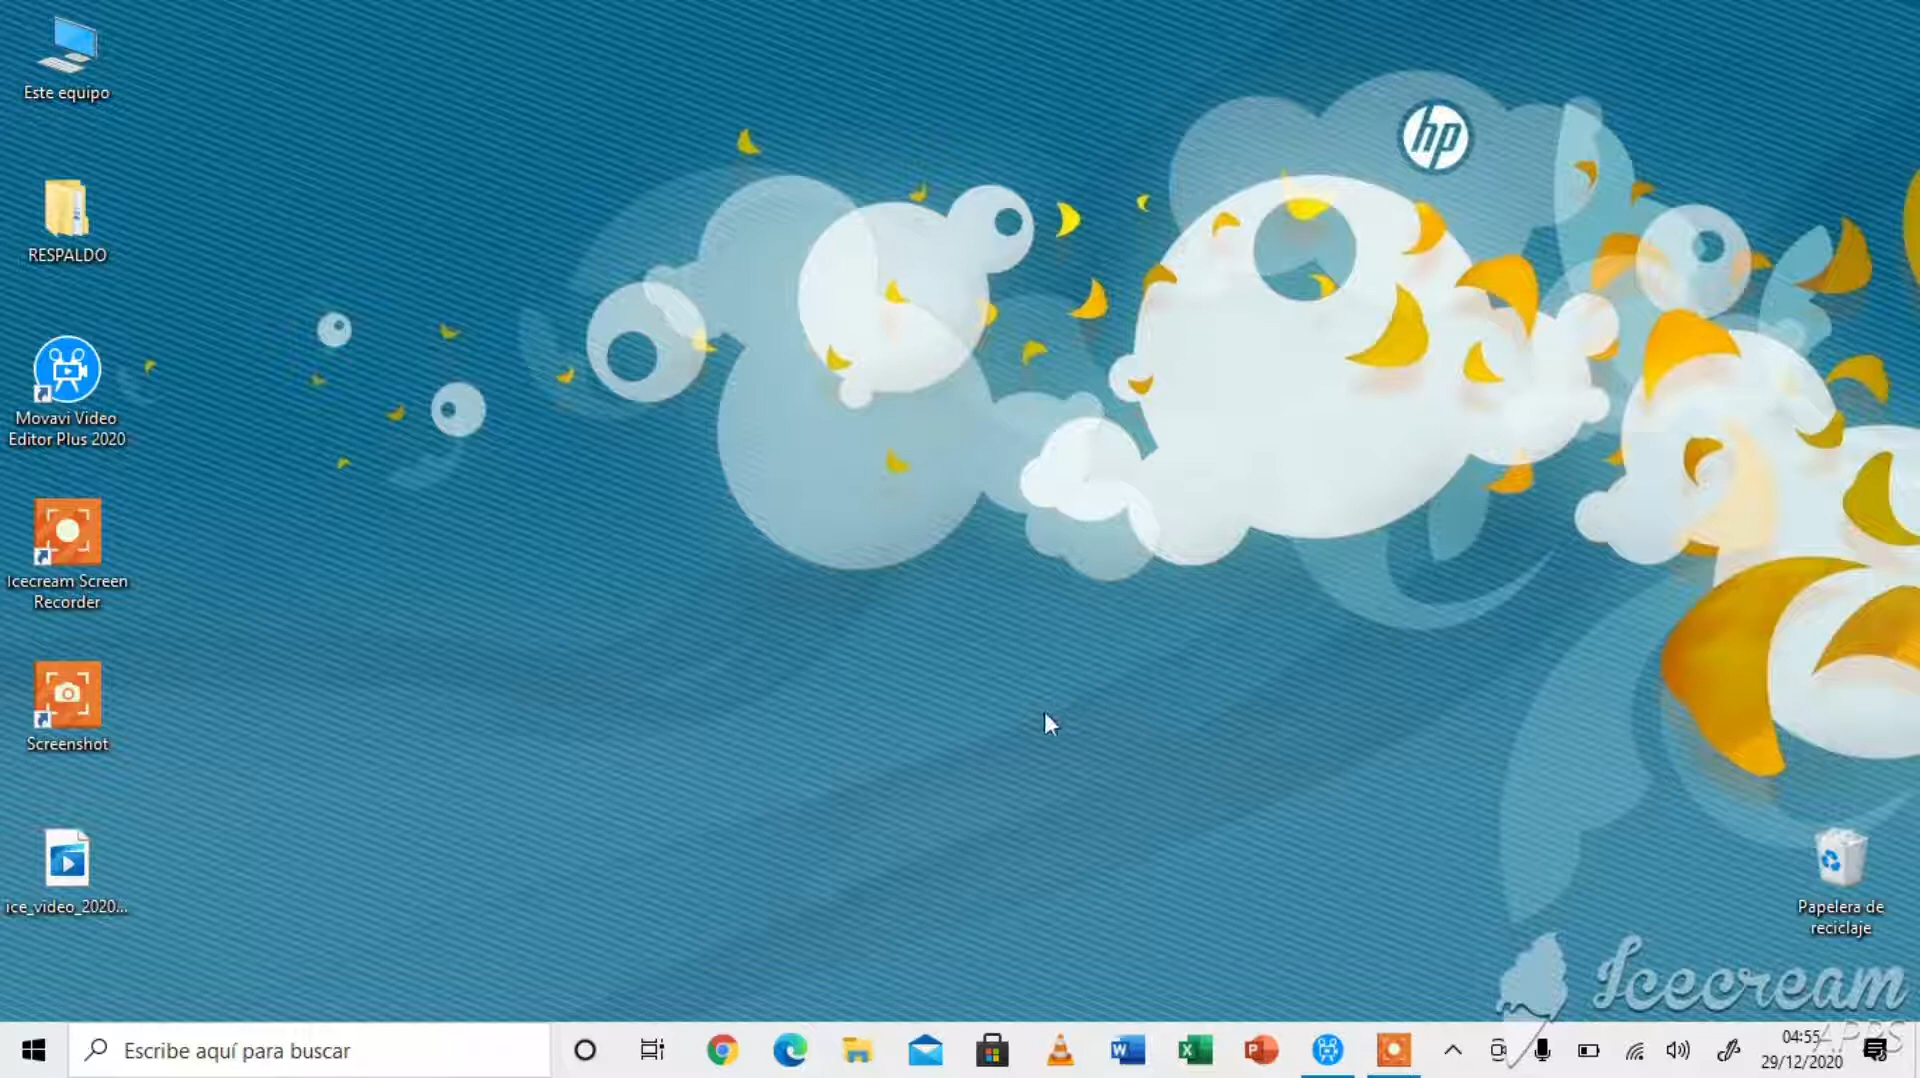 Este equipo
hp
RESPALDO
Movavi Video
Editor Plus 2020
Icecream Screen
Recorder
Screenshot
ice_video_2020...
Papelera de
reciclaje
Icecream
APPS
Escribe aquí para buscar
04:55
29/12/2020